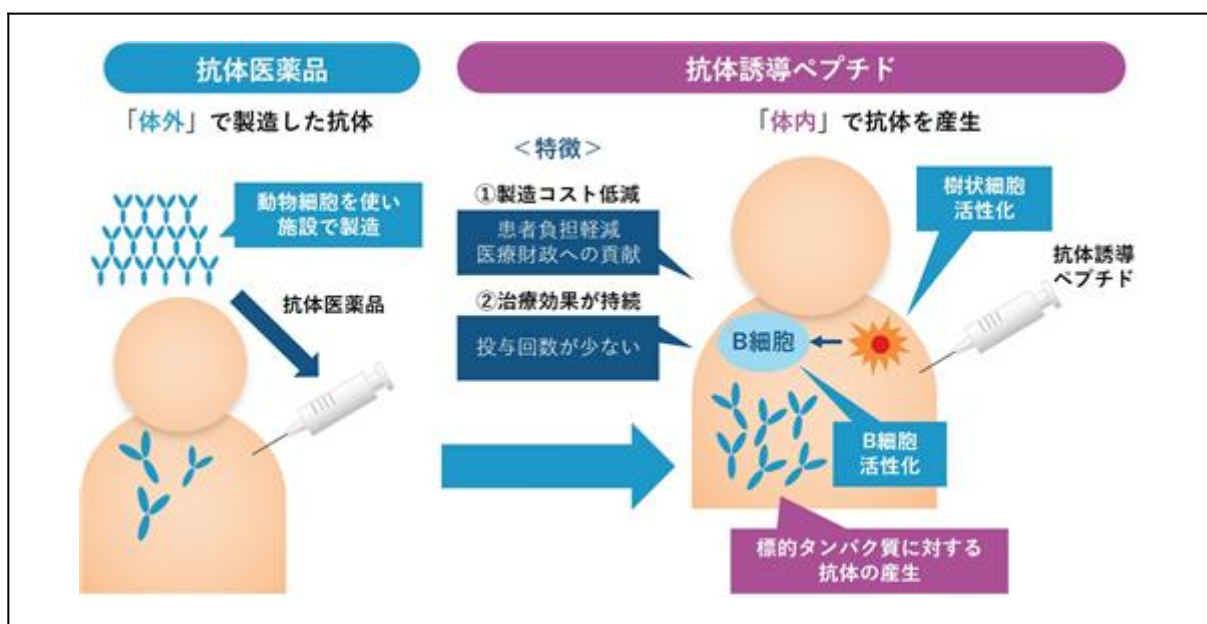 抗体医薬品
「体外」で製造した抗体
動物細胞を使い
施設で製造
抗体医薬品
抗体誘導ペプチド
「体内」で抗体を産生
＜特徴＞
①製造コスト低減
患者負担軽減
医療財政への貢献
②治療効果が持続
投与回数が少ない
樹状細胞
活性化
抗体誘導
ペプチド
B細胞
B細胞
活性化
標的タンパク質に対する
抗体の産生